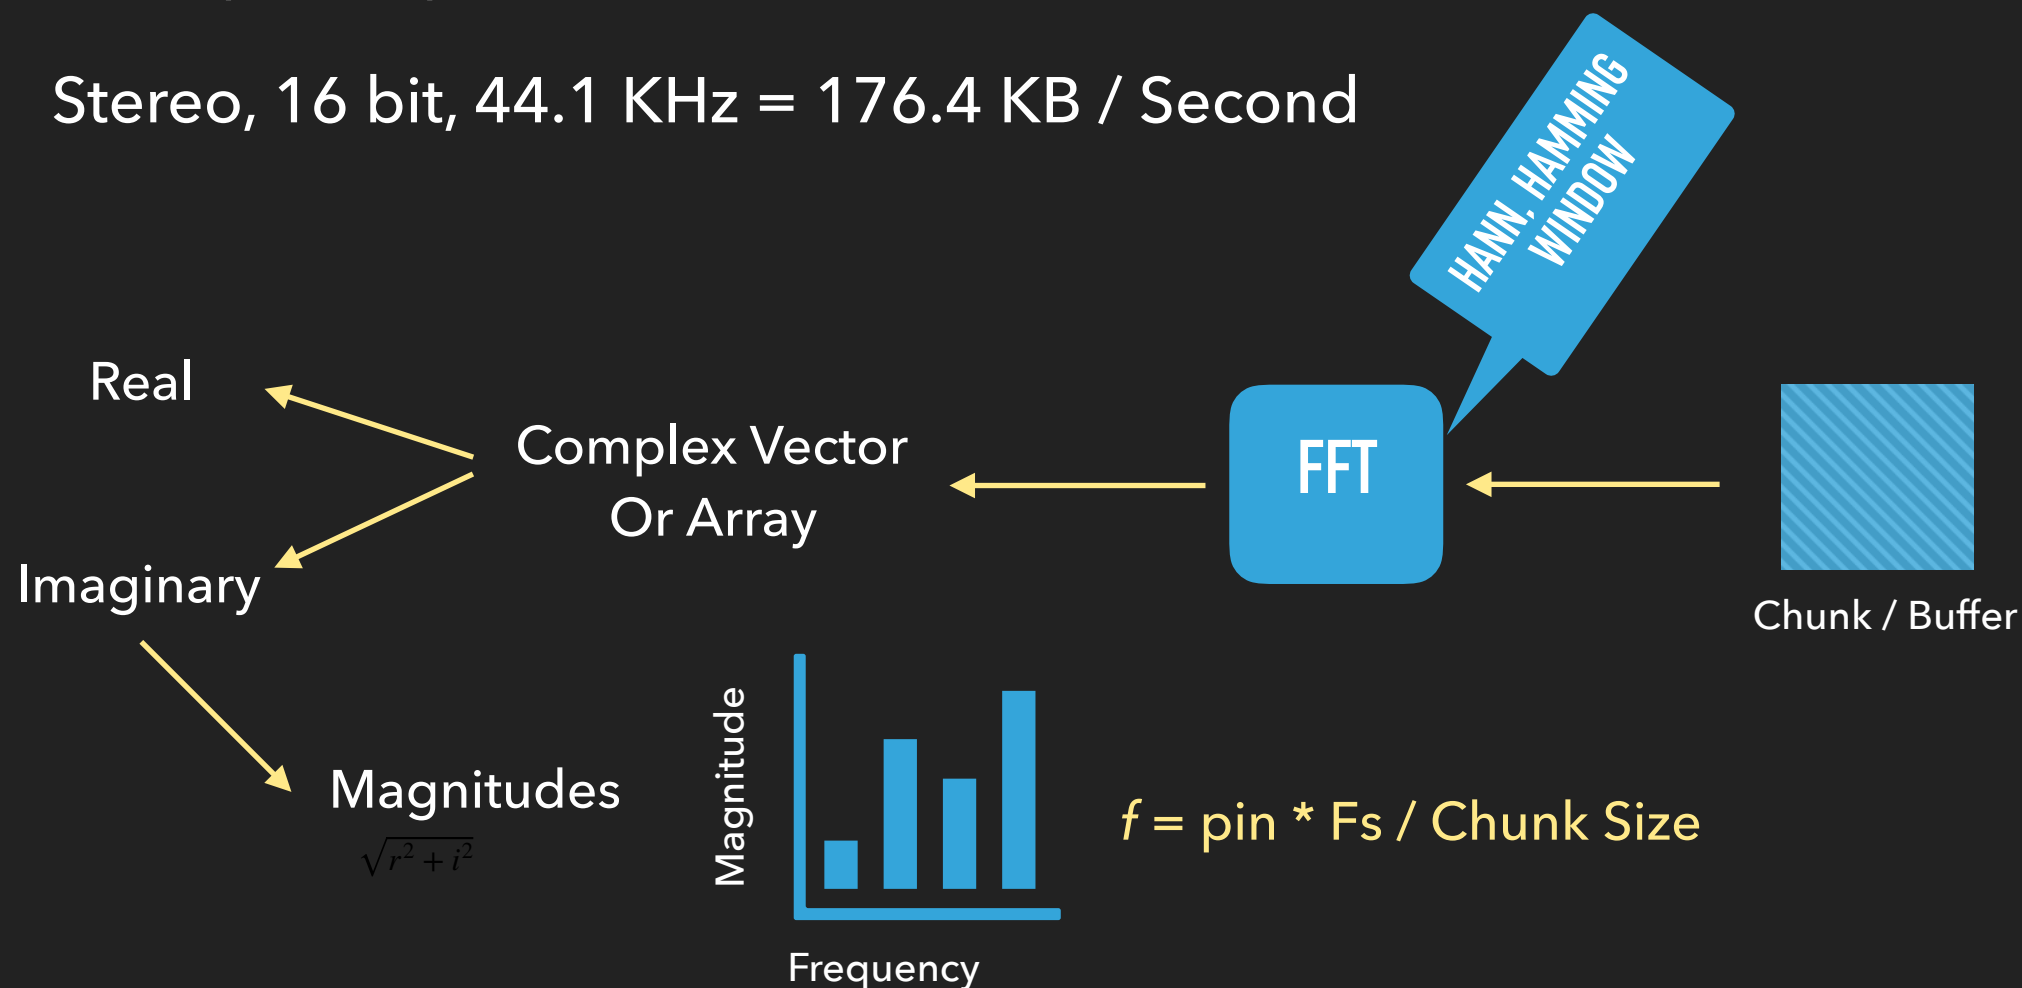 Stereo, 16 bit, 44.1 KHz = 176.4 KB / Second
HANN, HAMMING
WINDOW
Real
Complex Vector
Or Array
FFT
Imaginary
Chunk / Buffer
Magnitudes
√r² + i²
Magnitude
Frequency
f = pin * Fs / Chunk Size